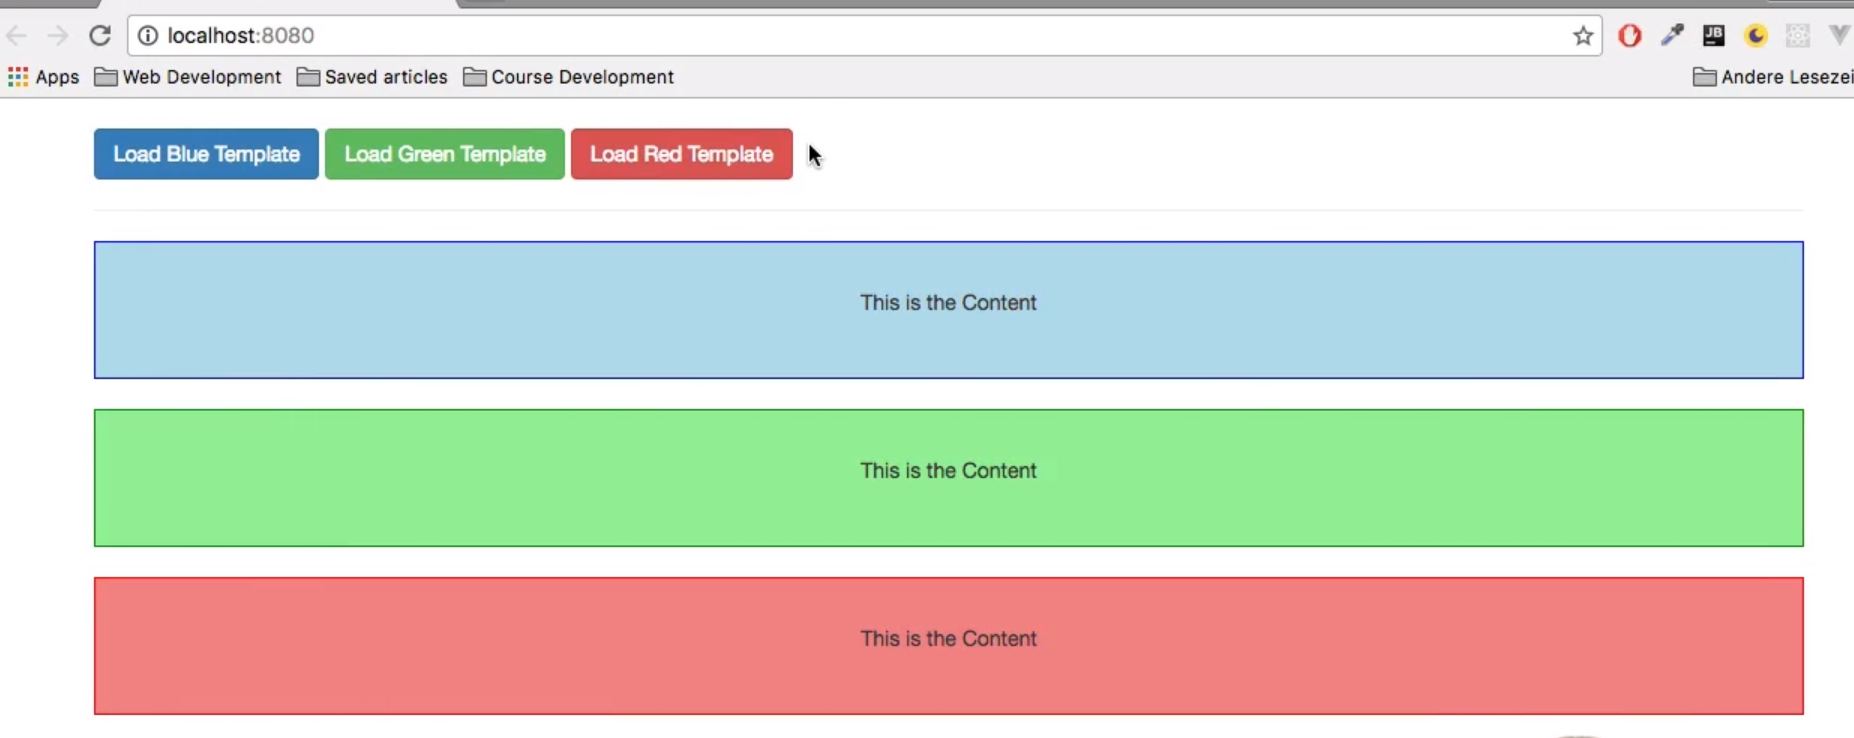 localhost:8080
Apps Web Development Saved articles Course Development Andere Lesezei
Load Blue Template Load Green Template Load Red Template
This is the Content
This is the Content
This is the Content